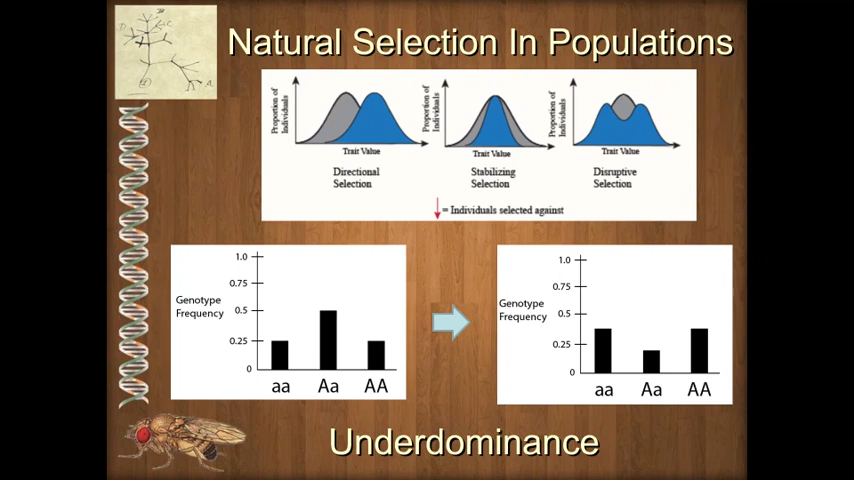 Natural Selection In Populations
Proportion of
Individuals
Trait Value
Directional
Selection
Proportion of
Individuals
Trait Value
Stabilizing
Selection
Proportion of
Individuals
Trait Value
Disruptive
Selection
= Individuals selected against
Genotype
Frequency
1.0
0.75
0.5
0.25
0
aa Aa AA
Genotype
Frequency
1.0
0.75
0.5
0.25
0
aa Aa AA
Underdominance